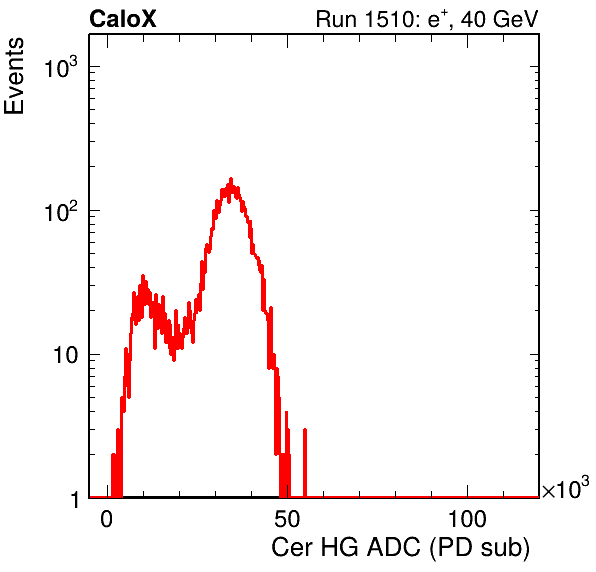 CaloX Run 1510: e⁺, 40 GeV
Events
10³
10²
10
1
0 50 100 ×10³
Cer HG ADC (PD sub)